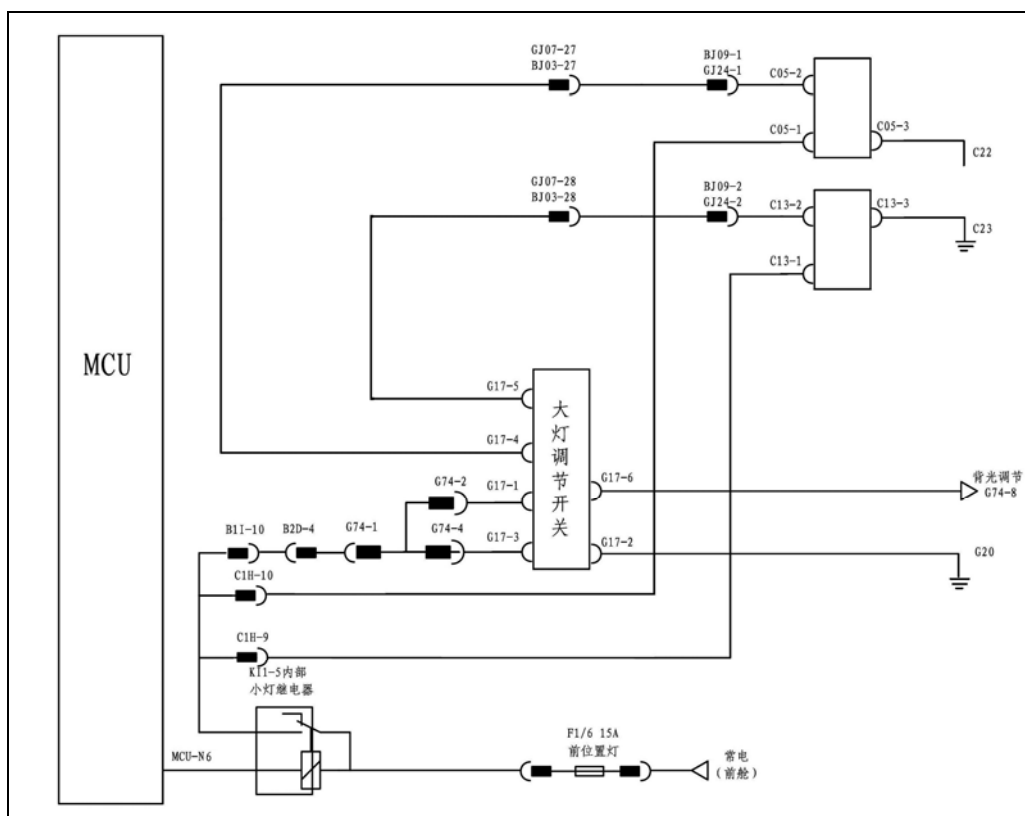 GJ07-27
BJ03-27
BJ09-1
GJ24-1
C05-2
C05-1
C05-3
C22
GJ07-28
BJ03-28
BJ09-2
GJ24-2
C13-2
C13-3
C23
C13-1
MCU
G17-5
大灯调节开关
G17-4
G74-2
G17-1
G17-6
背光调节
G74-8
B1I-10
B2D-4
G74-1
G74-4
G17-3
G17-2
G20
C1H-10
C1H-9
KI1-5内部
小灯继电器
MCU-N6
F1/6 15A
前位置灯
常电
(前舱)